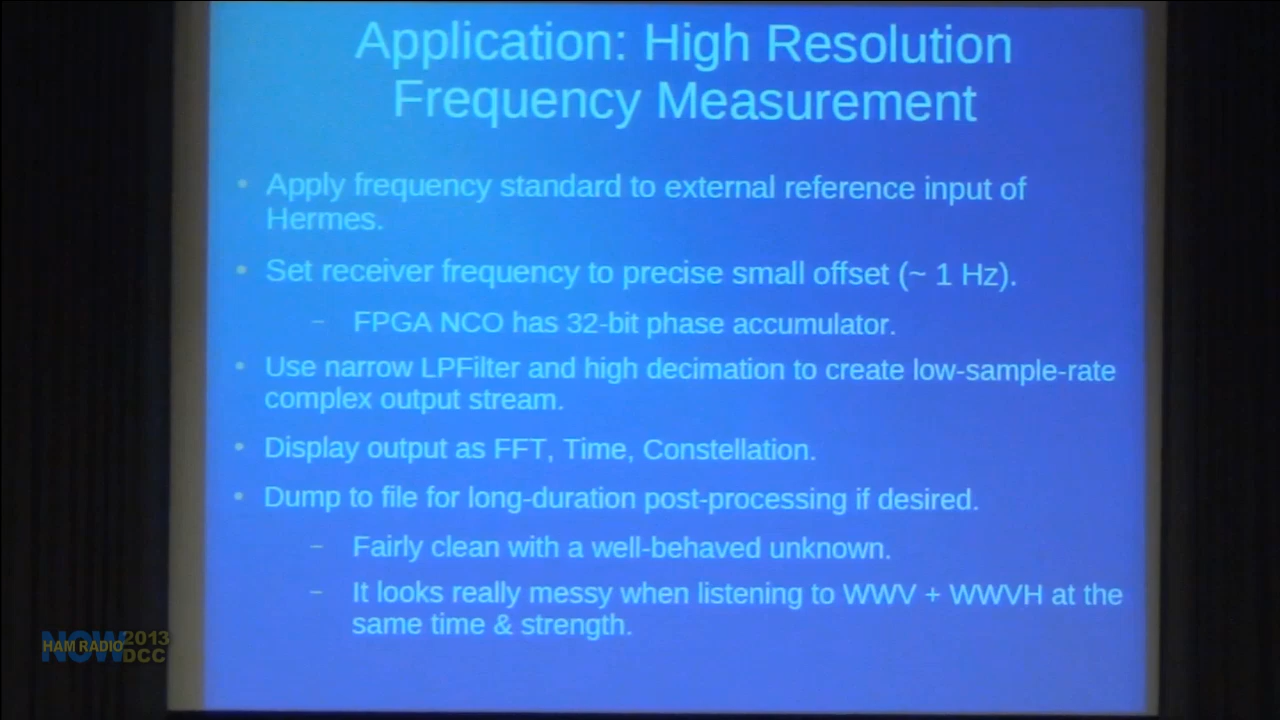 Application: High Resolution
Frequency Measurement
• Apply frequency standard to external reference input of
Hermes.
• Set receiver frequency to precise small offset (~ 1 Hz).
– FPGA NCO has 32-bit phase accumulator.
• Use narrow LPFilter and high decimation to create low-sample-rate
complex output stream.
• Display output as FFT, Time, Constellation.
• Dump to file for long-duration post-processing if desired.
– Fairly clean with a well-behaved unknown.
– It looks really messy when listening to WWV + WWVH at the
same time & strength.
NOW
HAM RADIO
2013
DCC